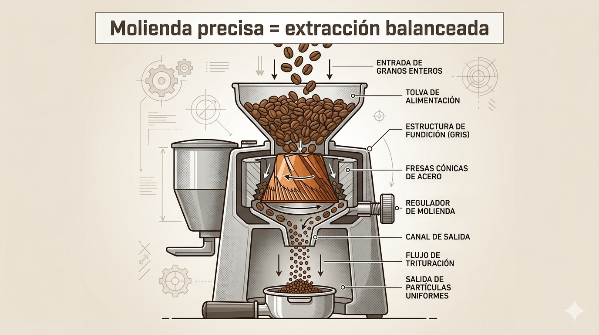 Molienda precisa = extracción balanceada
ENTRADA DE
GRANOS ENTEROS
TOLVA DE
ALIMENTACIÓN
ESTRUCTURA DE
FUNDICIÓN (GRIS)
FRESAS CÓNICAS
DE ACERO
REGULADOR
DE MOLIENDA
CANAL DE SALIDA
FLUJO DE
TRITURACIÓN
SALIDA DE
PARTÍCULAS
UNIFORMES